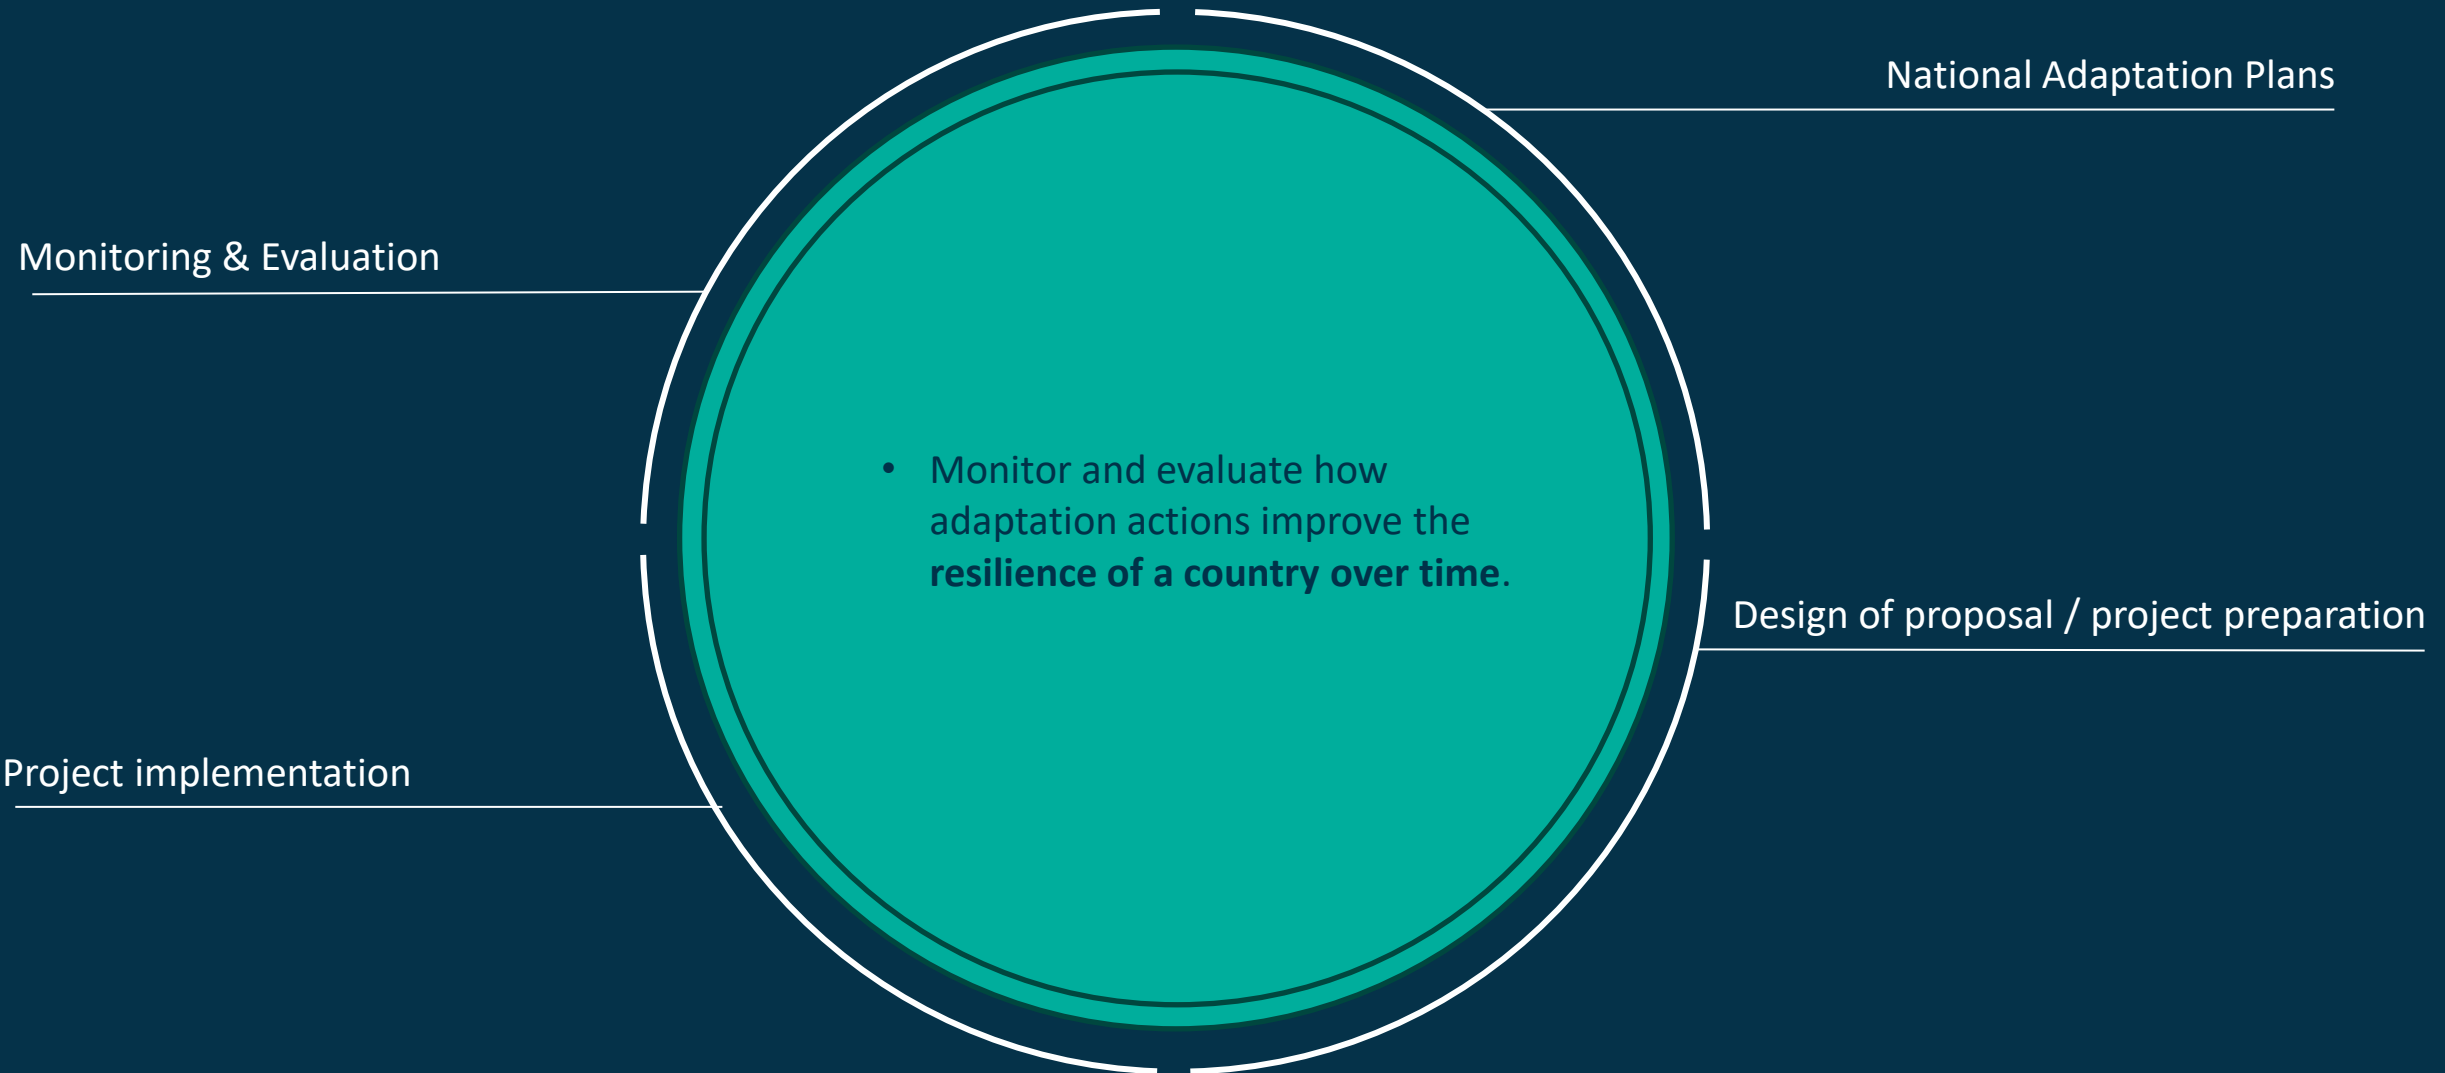 National Adaptation Plans
Monitoring & Evaluation
• Monitor and evaluate how
adaptation actions improve the
resilience of a country over time.
Design of proposal / project preparation
Project implementation